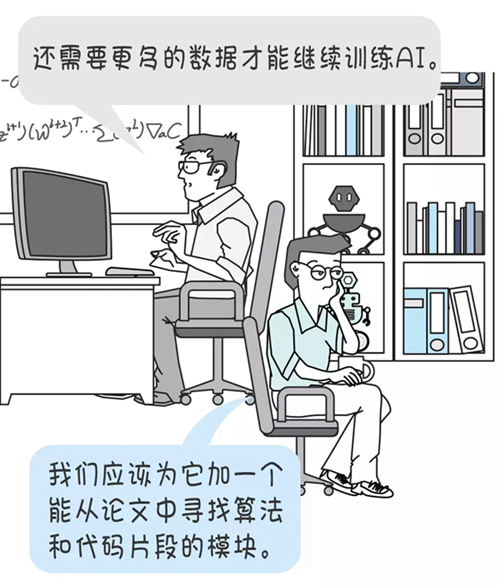 还需要更多的数据才能继续训练AI。
我们应该为它加一个
能从论文中寻找算法
和代码片段的模块。